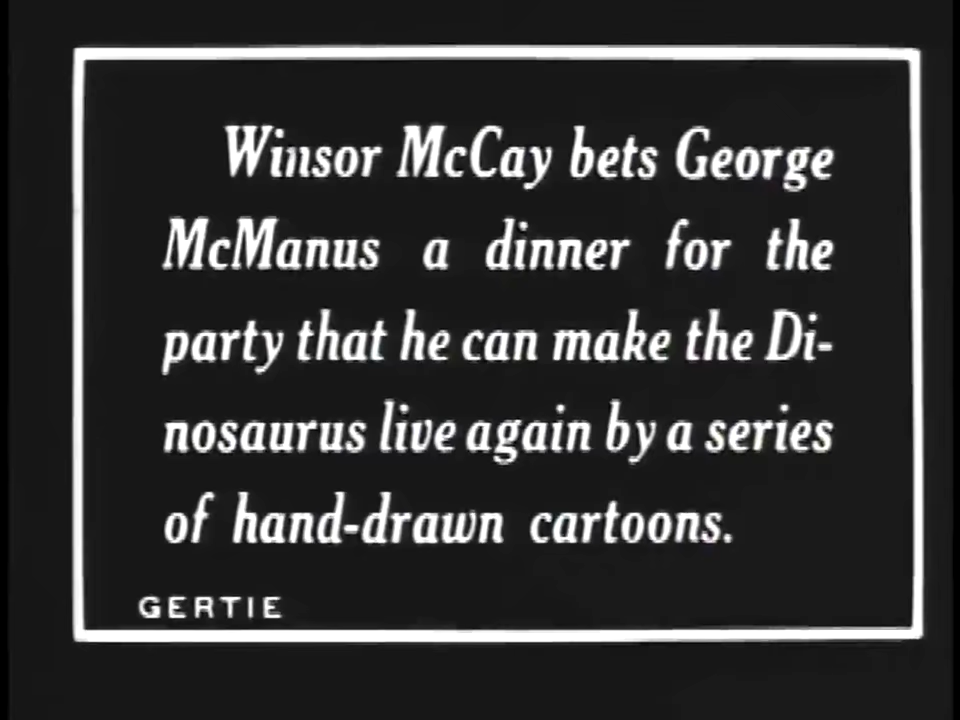 Winsor McCay bets George
McManus a dinner for the
party that he can make the Di-
nosaurus live again by a series
of hand-drawn cartoons.
GERTIE